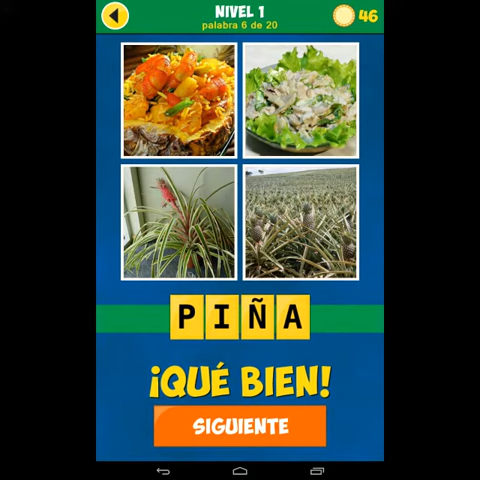 NIVEL 1
palabra 6 de 20
46
PIÑA
¡QUÉ BIEN!
SIGUIENTE